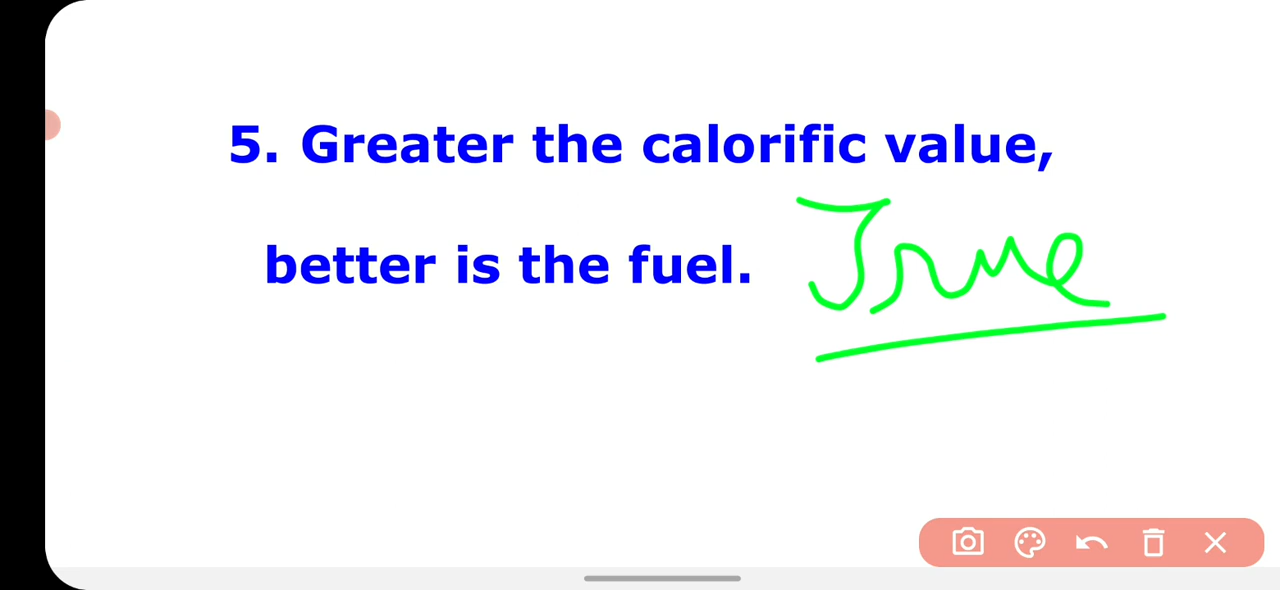 5. Greater the calorific value,
better is the fuel. True